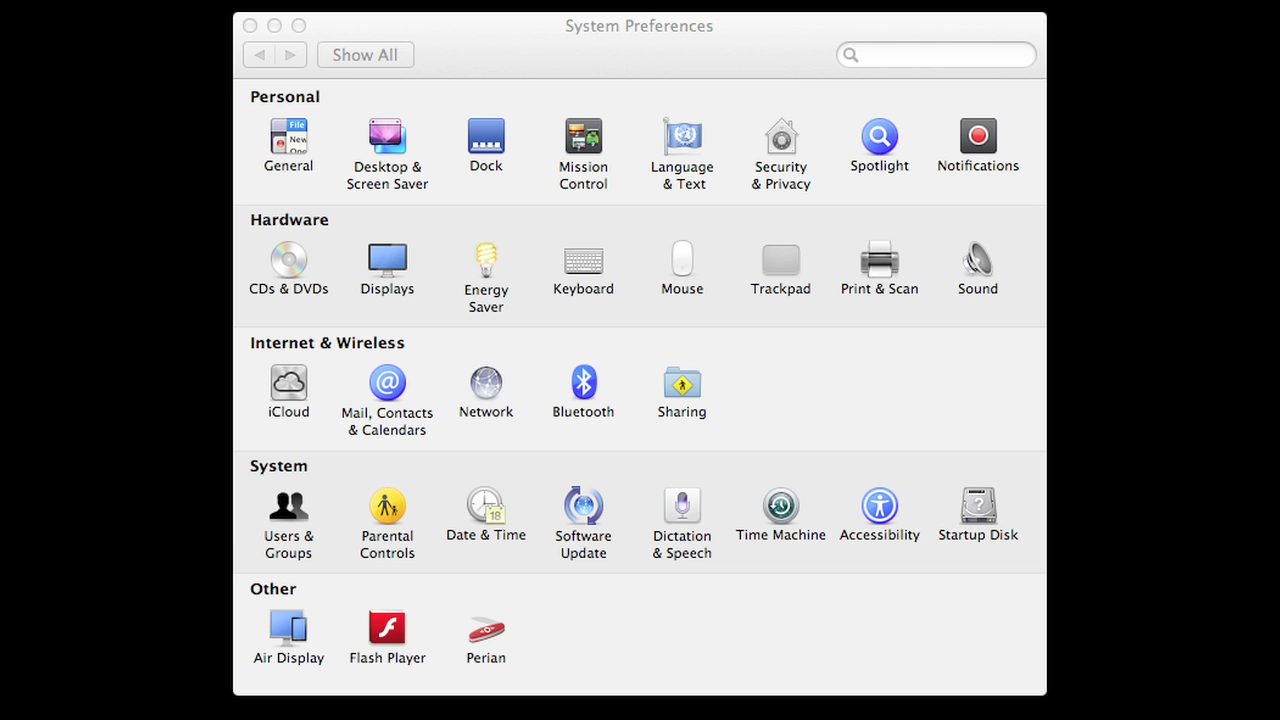 System Preferences
Show All
Personal
File
New
General
Desktop &
Screen Saver
Dock
Mission
Control
Language
& Text
Security
& Privacy
Spotlight
Notifications
Hardware
CDs & DVDs
Displays
Energy
Saver
Keyboard
Mouse
Trackpad
Print & Scan
Sound
Internet & Wireless
iCloud
@
Mail, Contacts
& Calendars
Network
Bluetooth
Sharing
System
18
?
Users &
Groups
Parental
Controls
Date & Time
Software
Update
Dictation
& Speech
Time Machine
Accessibility
Startup Disk
Other
Air Display
Flash Player
Perian